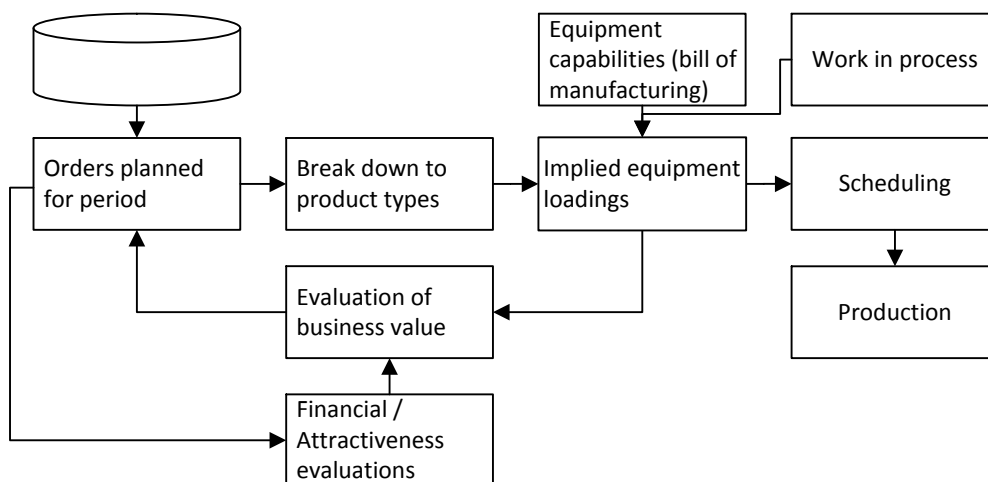 Equipment
capabilities (bill of
manufacturing)
Work in process
Orders planned
for period
Break down to
product types
Implied equipment
loadings
Scheduling
Evaluation of
business value
Production
Financial /
Attractiveness
evaluations